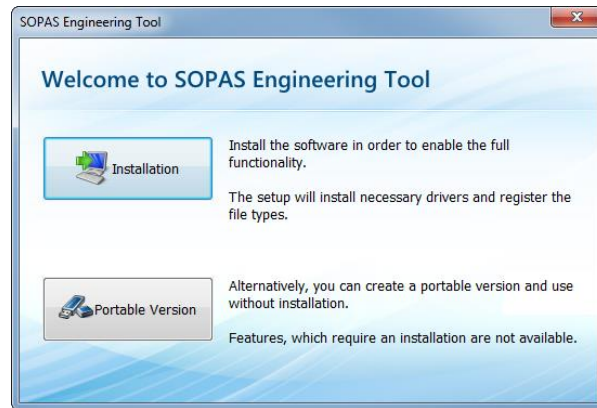 SOPAS Engineering Tool
Welcome to SOPAS Engineering Tool
Installation
Install the software in order to enable the full
functionality.
The setup will install necessary drivers and register the
file types.
Portable Version
Alternatively, you can create a portable version and use
without installation.
Features, which require an installation are not available.